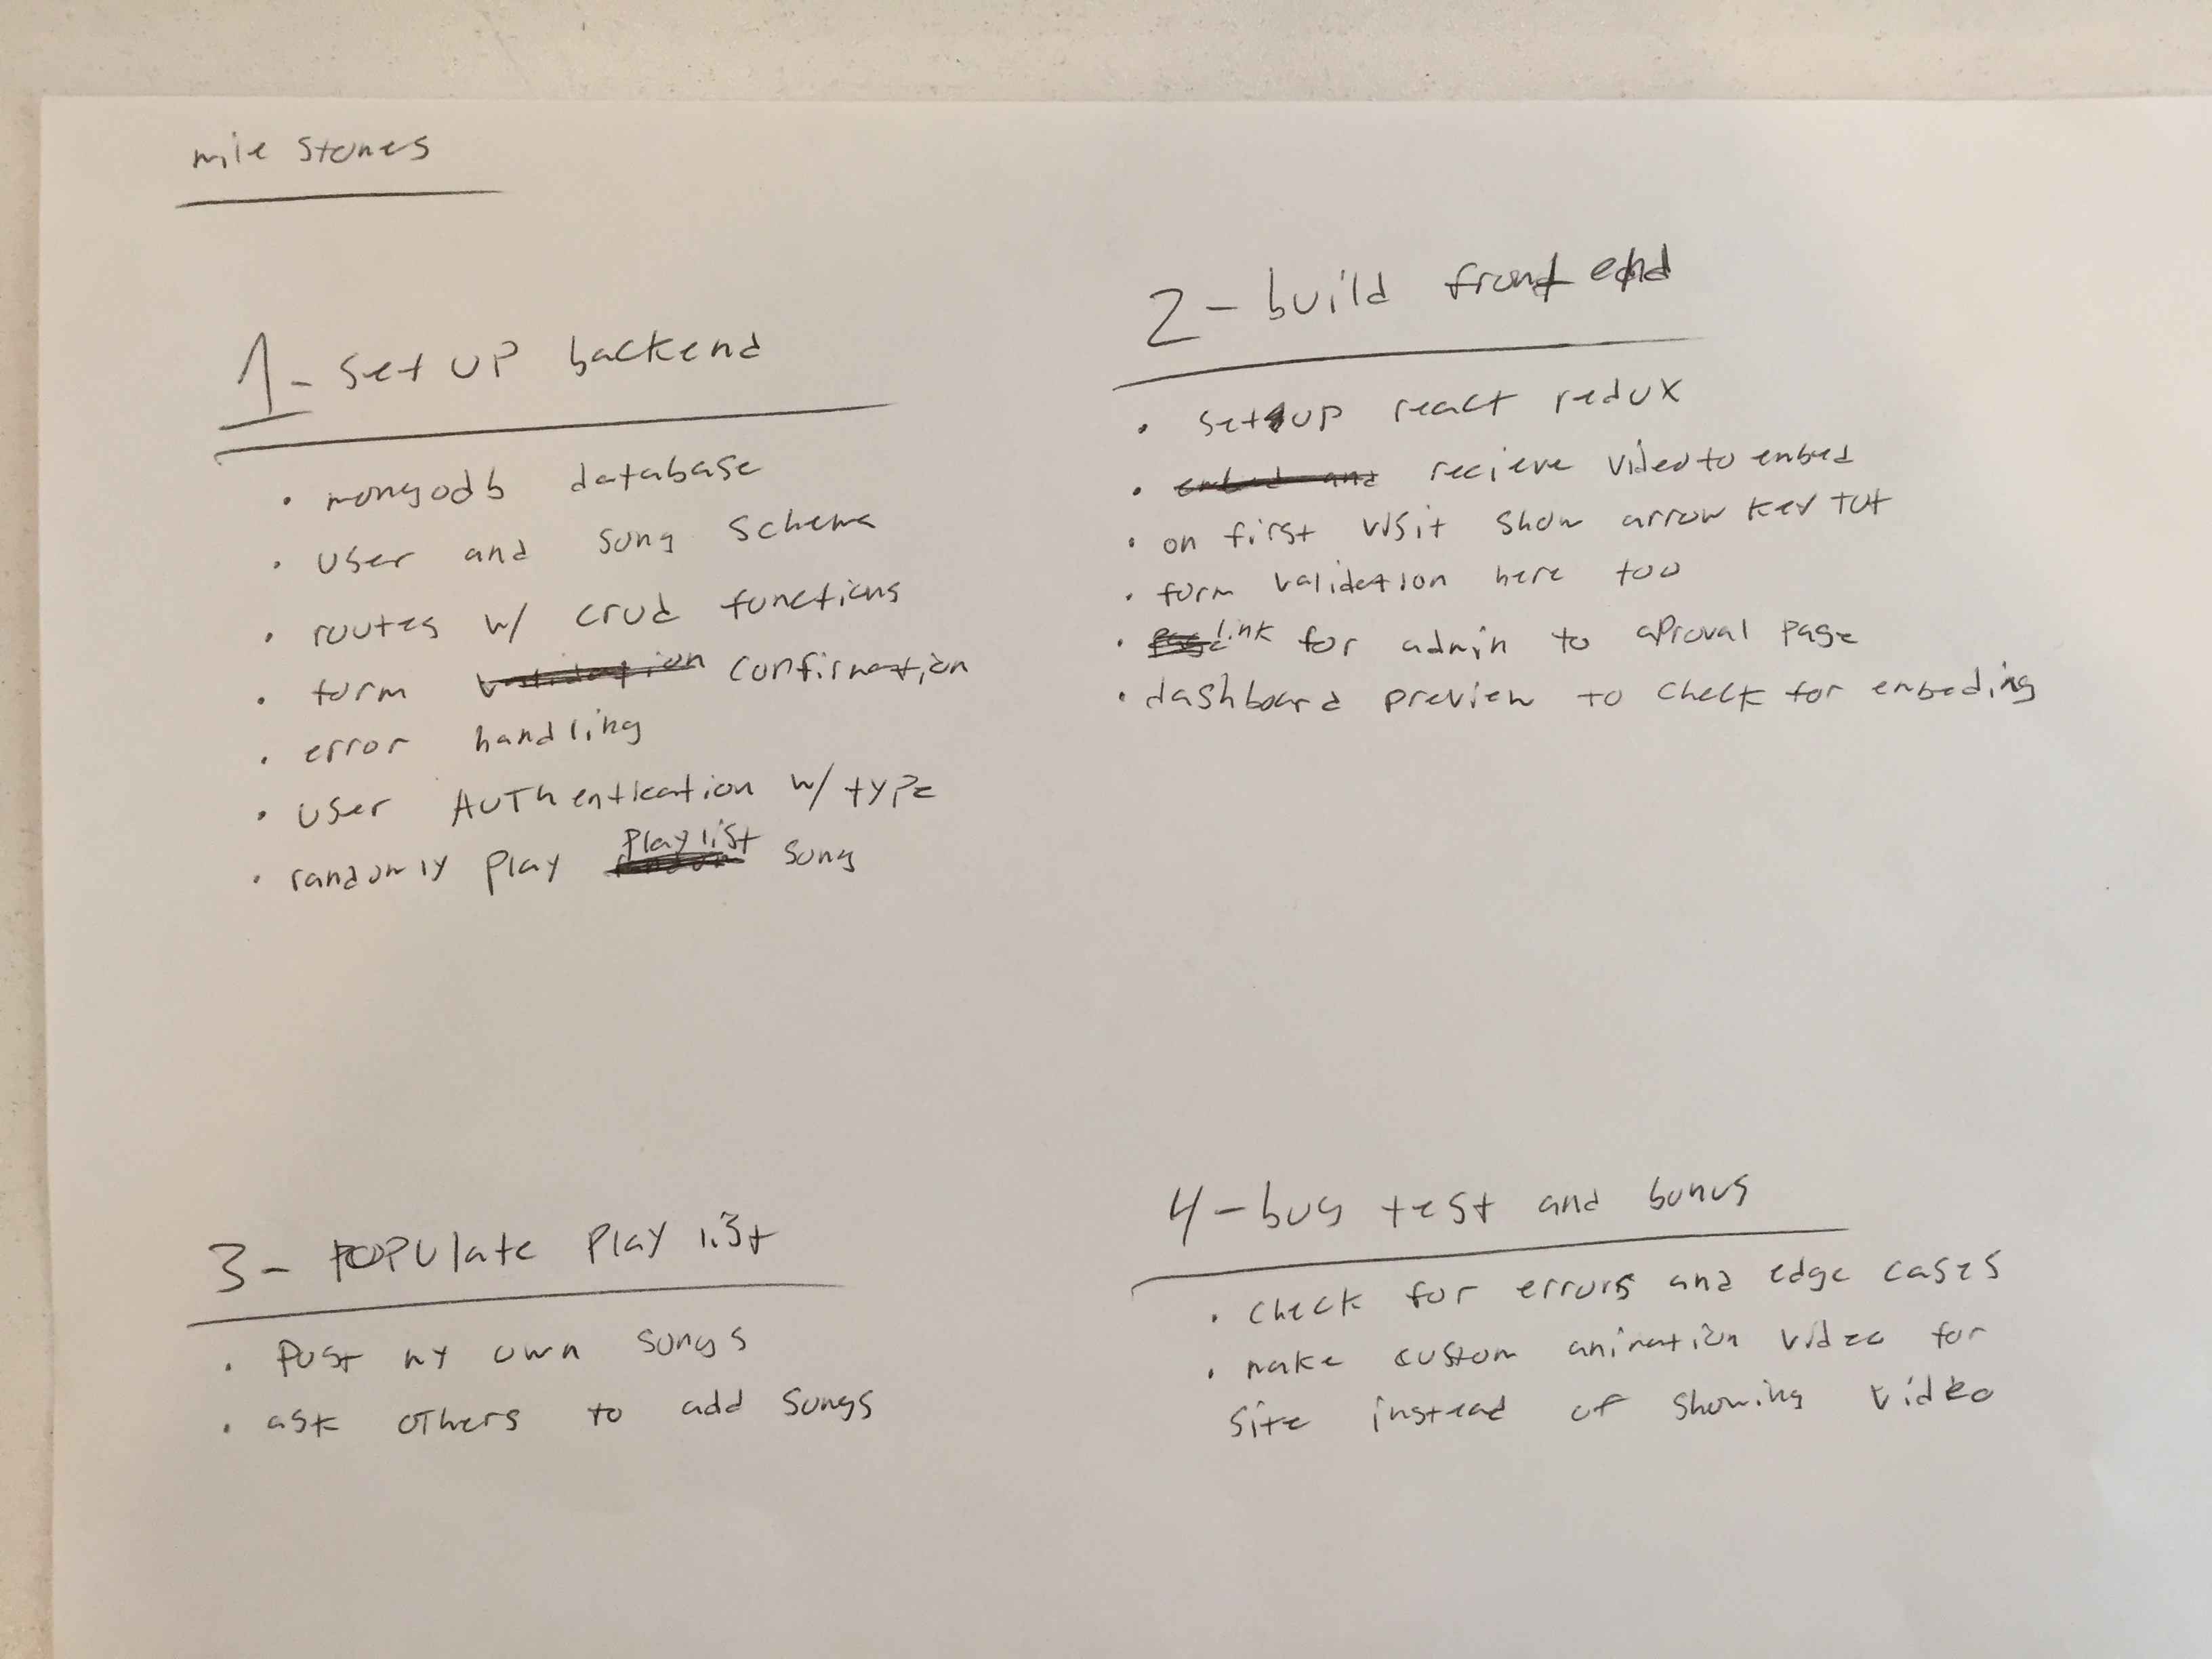 mile stones
1- set up backend
• mongodb database
• user and song schema
• routes w/ crud functions
• form validation confirmation
• error handling
• user AUThentication w/ type
• randomly play playlist song
2- build front end
• setup react redux
• embed and recieve video to embed
• on first visit show arrow key tut
• form validation here too
• link for admin to aproval page
• dashboard preview to check for embeding
3- populate play list
• Post my own songs
• ask others to add songs
4- bug test and bonus
• check for errors and edge cases
• make custom animation video for
site instead of showing video